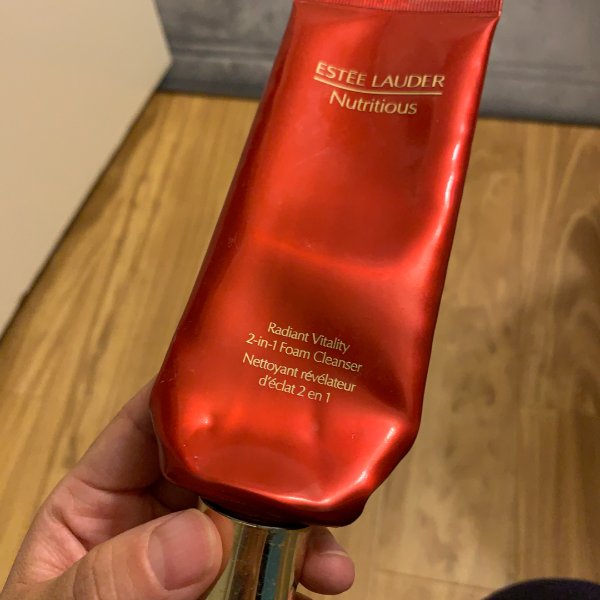 ESTĒE LAUDER
Nutritious
Radiant Vitality
2-in-1 Foam Cleanser
Nettoyant révélateur
d'éclat 2 en 1